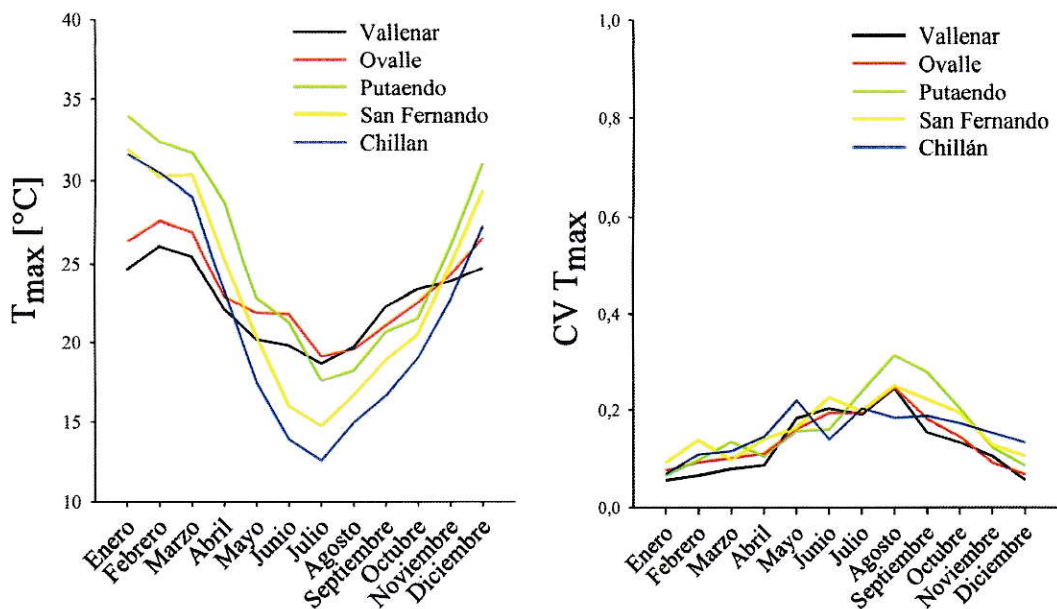 40
35
30
25
20
15
10
T max [°C]
Vallenar
Ovalle
Putaendo
San Fernando
Chillan
Enero
Febrero
Marzo
Abril
Mayo
Junio
Julio
Agosto
Septiembre
Octubre
Noviembre
Diciembre
1,0
0,8
0,6
0,4
0,2
0,0
CV T max
Vallenar
Ovalle
Putaendo
San Fernando
Chillán
Enero
Febrero
Marzo
Abril
Mayo
Junio
Julio
Agosto
Septiembre
Octubre
Noviembre
Diciembre